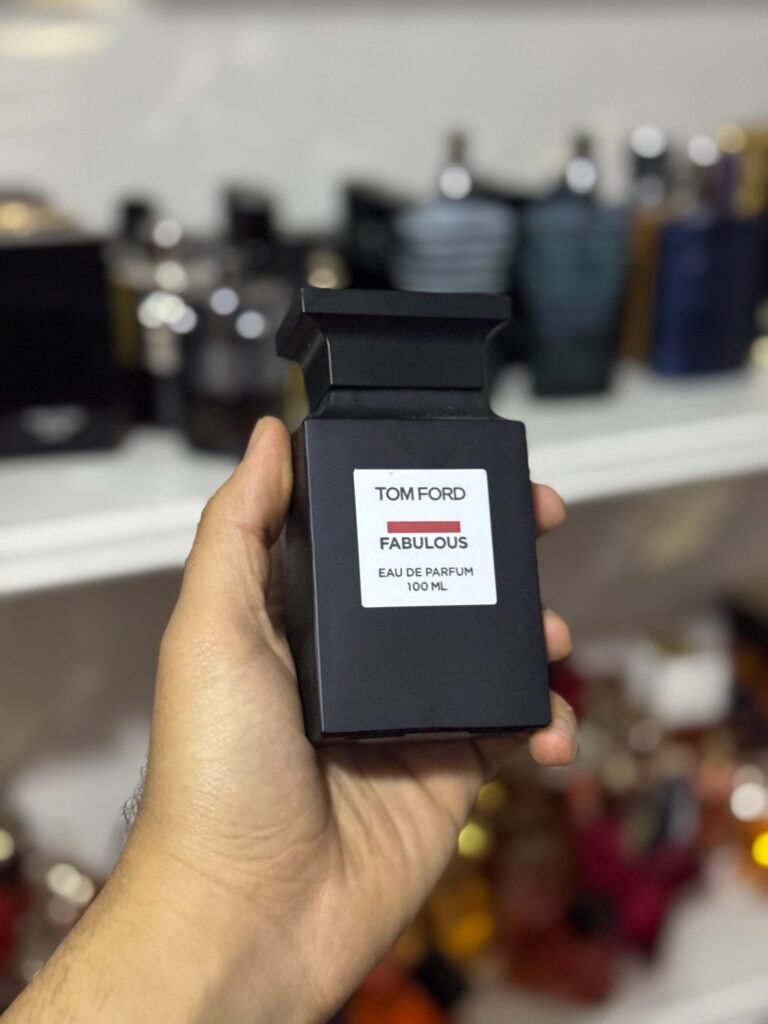 TOM FORD
FABULOUS
EAU DE PARFUM
100 ML